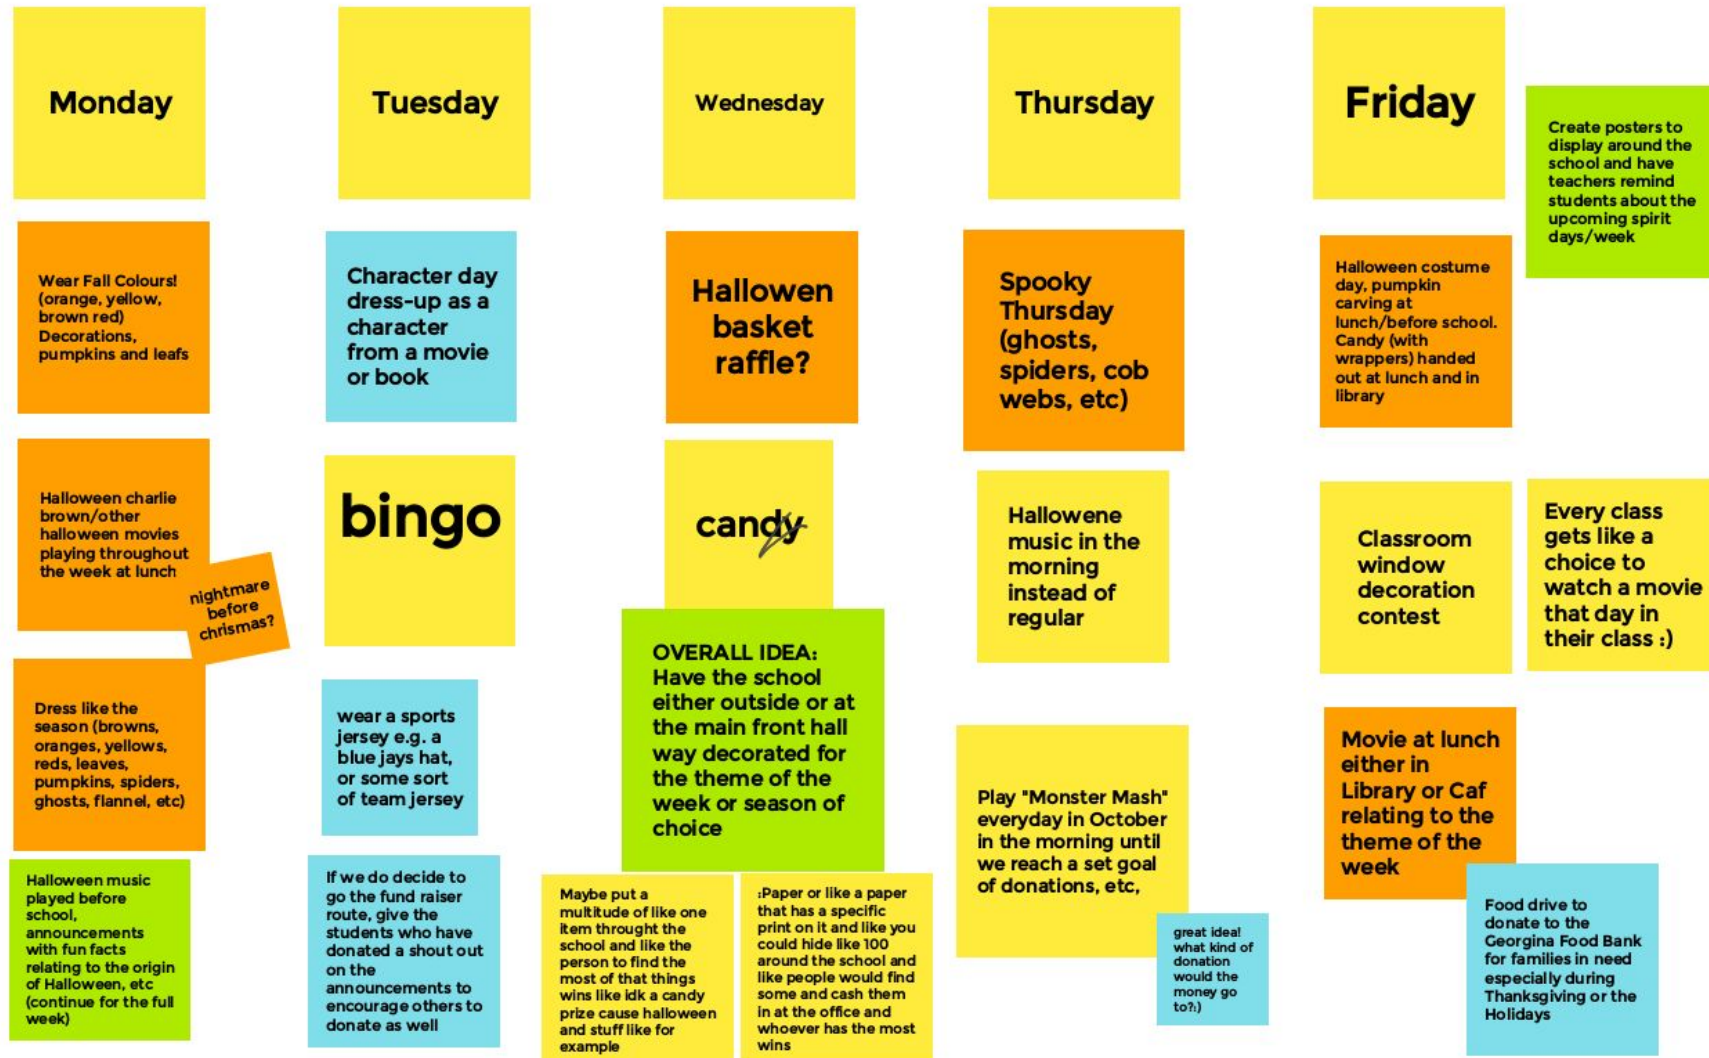 Monday
Tuesday
Wednesday
Thursday
Friday
Create posters to
display around the
school and have
teachers remind
students about the
upcoming spirit
days/week
Wear Fall Colours!
(orange, yellow,
brown red)
Decorations,
pumpkins and leafs
Character day
dress-up as a
character
from a movie
or book
Hallowen
basket
raffle?
Spooky
Thursday
(ghosts,
spiders, cob
webs, etc)
Halloween costume
day, pumpkin
carving at
lunch/before school.
Candy (with
wrappers) handed
out at lunch and in
library
Halloween charlie
brown/other
halloween movies
playing throughout
the week at lunch
nightmare
before
chrismas?
bingo
candy
Hallowene
music in the
morning
instead of
regular
Classroom
window
decoration
contest
Every class
gets like a
choice to
watch a movie
that day in
their class :)
Dress like the
season (browns,
oranges, yellows,
reds, leaves,
pumpkins, spiders,
ghosts, flannel, etc)
wear a sports
jersey e.g. a
blue jays hat,
or some sort
of team jersey
OVERALL IDEA:
Have the school
either outside or at
the main front hall
way decorated for
the theme of the
week or season of
choice
Play "Monster Mash"
everyday in October
in the morning until
we reach a set goal
of donations, etc,
Movie at lunch
either in
Library or Caf
relating to the
theme of the
week
Halloween music
played before
school,
announcements
with fun facts
relating to the origin
of Halloween, etc
(continue for the full
week)
If we do decide to
go the fund raiser
route, give the
students who have
donated a shout out
on the
announcements to
encourage others to
donate as well
Maybe put a
multitude of like one
item throught the
school and like the
person to find the
most of that things
wins like idk a candy
prize cause halloween
and stuff like for
example
:Paper or like a paper
that has a specific
print on it and like you
could hide like 100
around the school and
like people would find
some and cash them
in at the office and
whoever has the most
wins
great idea!
what kind of
donation
would the
money go
to?:)
Food drive to
donate to the
Georgina Food Bank
for families in need
especially during
Thanksgiving or the
Holidays